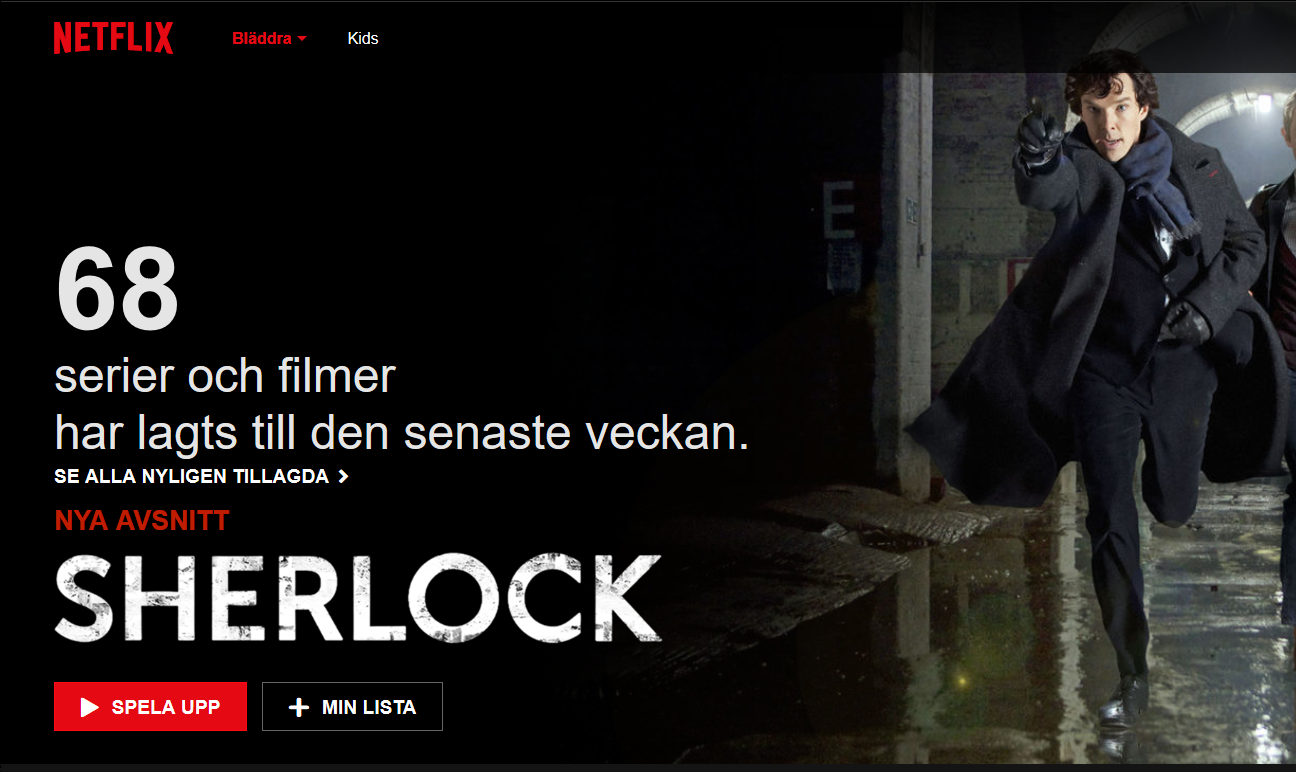 NETFLIX Bläddra Kids
68
serier och filmer
har lagts till den senaste veckan.
SE ALLA NYLIGEN TILLAGDA
NYA AVSNITT
SHERLOCK
SPELA UPP MIN LISTA
E